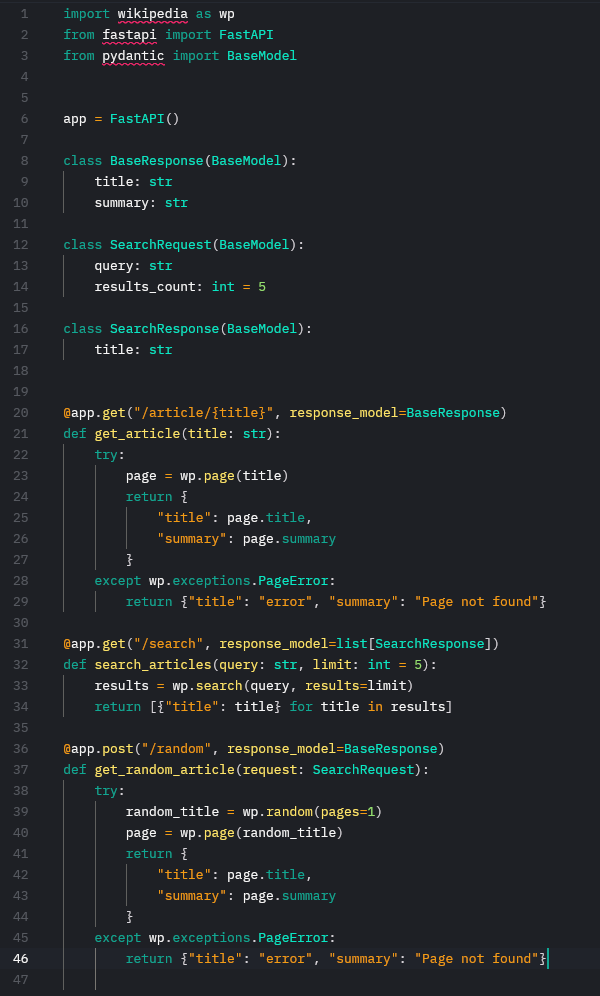 1 import wikipedia as wp
2 from fastapi import FastAPI
3 from pydantic import BaseModel
4
5
6 app = FastAPI()
7
8 class BaseResponse(BaseModel):
9     title: str
10     summary: str
11
12 class SearchRequest(BaseModel):
13     query: str
14     results_count: int = 5
15
16 class SearchResponse(BaseModel):
17     title: str
18
19
20 @app.get("/article/{title}", response_model=BaseResponse)
21 def get_article(title: str):
22     try:
23         page = wp.page(title)
24         return {
25             "title": page.title,
26             "summary": page.summary
27         }
28     except wp.exceptions.PageError:
29         return {"title": "error", "summary": "Page not found"}
30
31 @app.get("/search", response_model=list[SearchResponse])
32 def search_articles(query: str, limit: int = 5):
33     results = wp.search(query, results=limit)
34     return [{"title": title} for title in results]
35
36 @app.post("/random", response_model=BaseResponse)
37 def get_random_article(request: SearchRequest):
38     try:
39         random_title = wp.random(pages=1)
40         page = wp.page(random_title)
41         return {
42             "title": page.title,
43             "summary": page.summary
44         }
45     except wp.exceptions.PageError:
46         return {"title": "error", "summary": "Page not found"}
47